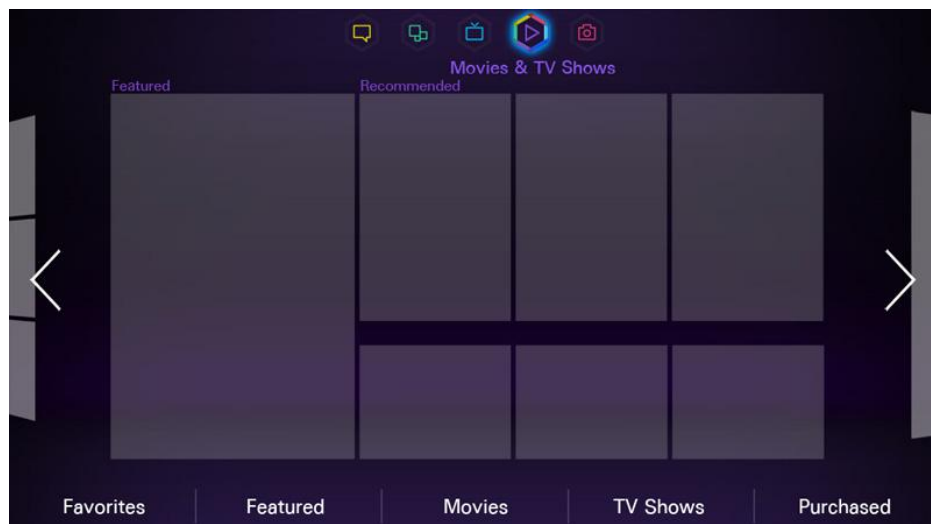 Movies & TV Shows
Featured
Recommended
Favorites
Featured
Movies
TV Shows
Purchased